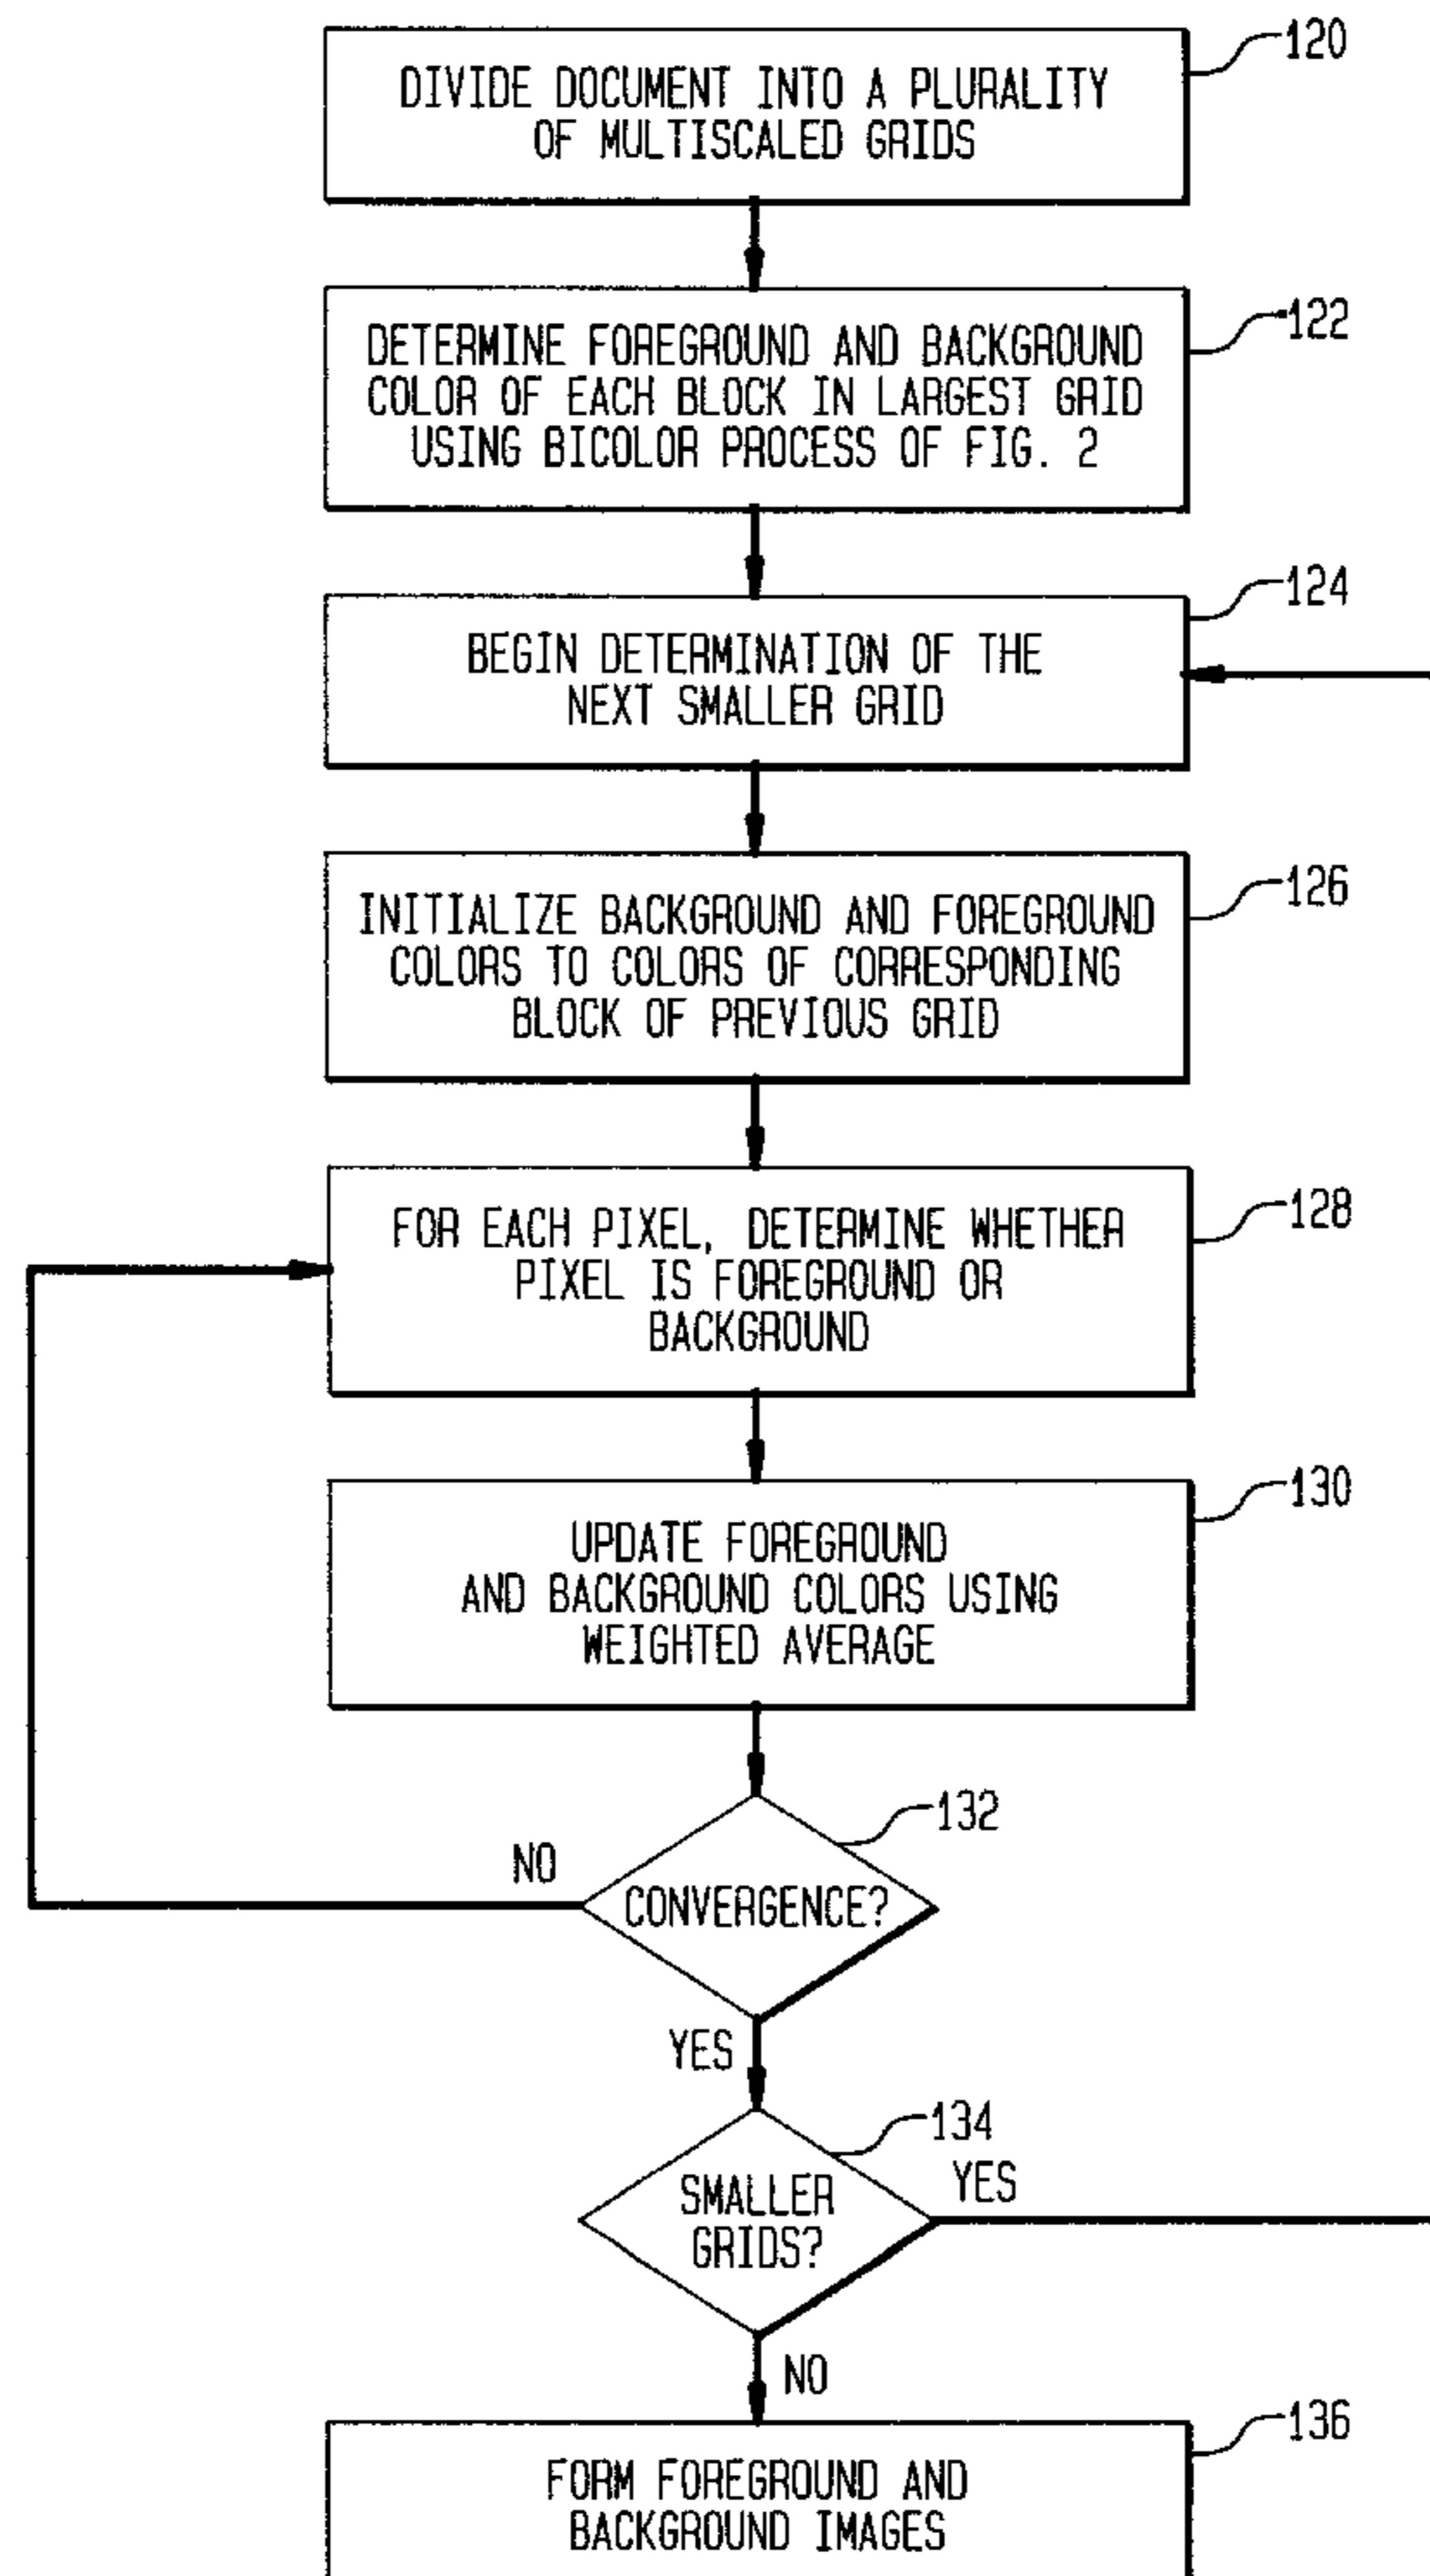 120
DIVIDE DOCUMENT INTO A PLURALITY
OF MULTISCALED GRIDS
122
DETERMINE FOREGROUND AND BACKGROUND
COLOR OF EACH BLOCK IN LARGEST GRID
USING BICOLOR PROCESS OF FIG. 2
124
BEGIN DETERMINATION OF THE
NEXT SMALLER GRID
126
INITIALIZE BACKGROUND AND FOREGROUND
COLORS TO COLORS OF CORRESPONDING
BLOCK OF PREVIOUS GRID
128
FOR EACH PIXEL, DETERMINE WHETHER
PIXEL IS FOREGROUND OR
BACKGROUND
130
UPDATE FOREGROUND
AND BACKGROUND COLORS USING
WEIGHTED AVERAGE
132
NO
CONVERGENCE?
YES
134
YES
SMALLER
GRIDS?
NO
136
FORM FOREGROUND AND
BACKGROUND IMAGES